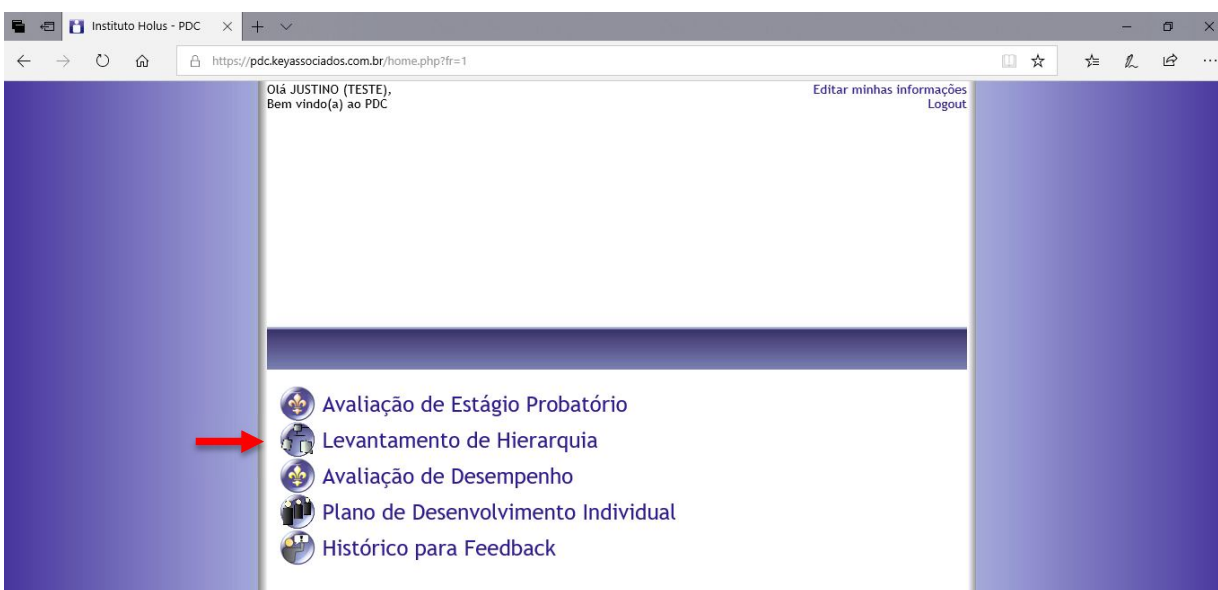 Instituto Holus - PDC
https://pdc.keyassociados.com.br/home.php?fr=1
Olá JUSTINO (TESTE),
Bem vindo(a) ao PDC
Editar minhas informações
Logout
Avaliação de Estágio Probatório
Levantamento de Hierarquia
Avaliação de Desempenho
Plano de Desenvolvimento Individual
Histórico para Feedback